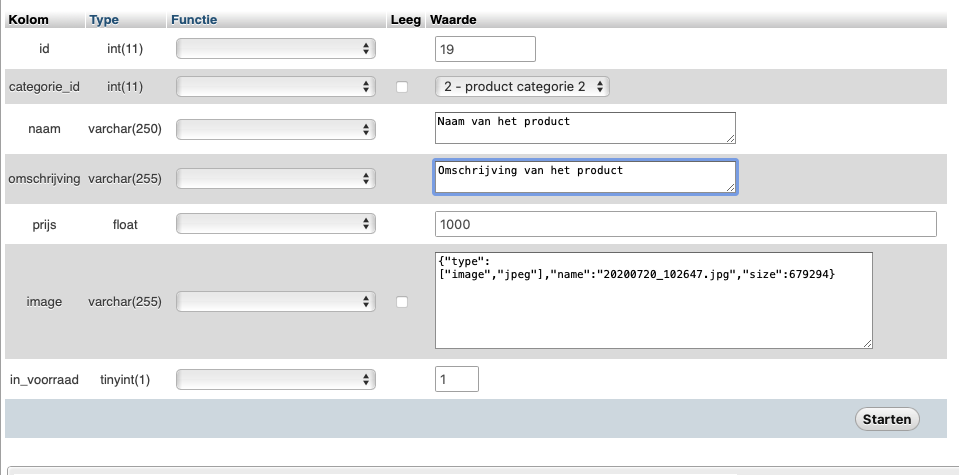 Kolom Type Functie Leeg Waarde
id int(11) 19
categorie_id int(11) 2 - product categorie 2
naam varchar(250) Naam van het product
omschrijving varchar(255) Omschrijving van het product
prijs float 1000
{"type":
["image","jpeg"],"name":"20200720_102647.jpg","size":679294}
image varchar(255)
in_voorraad tinyint(1) 1
Starten